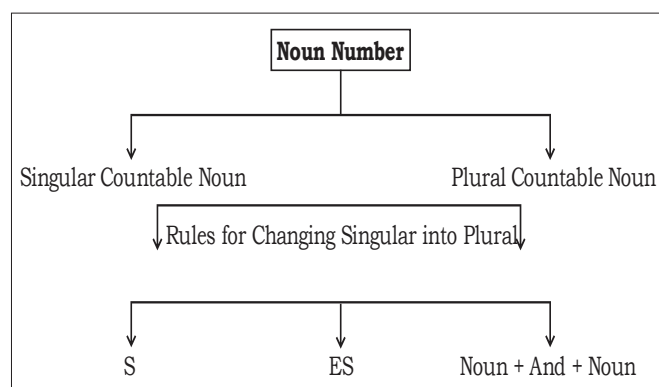 Noun Number
Singular Countable Noun Plural Countable Noun
Rules for Changing Singular into Plural
S ES Noun + And + Noun